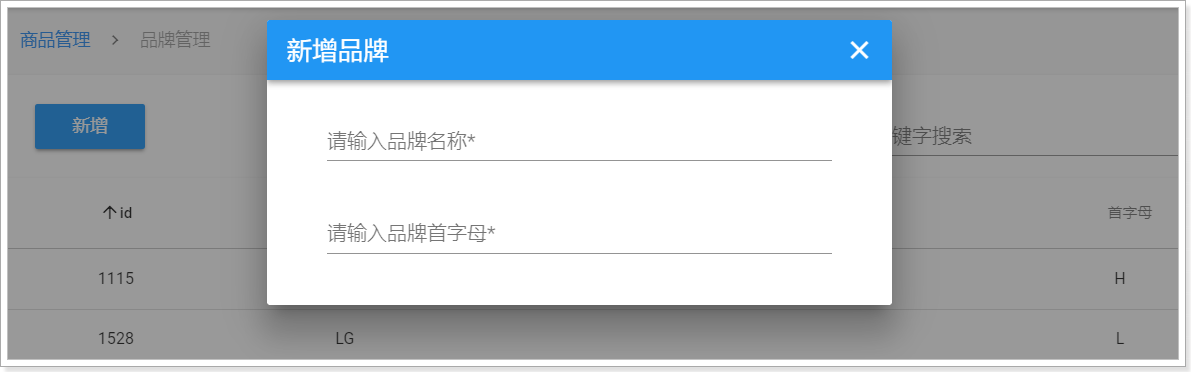 商品管理 > 品牌管理
新增品牌
新增
请输入品牌名称*
键字搜索
请输入品牌首字母*
id
首字母
1115
H
1528
LG
L